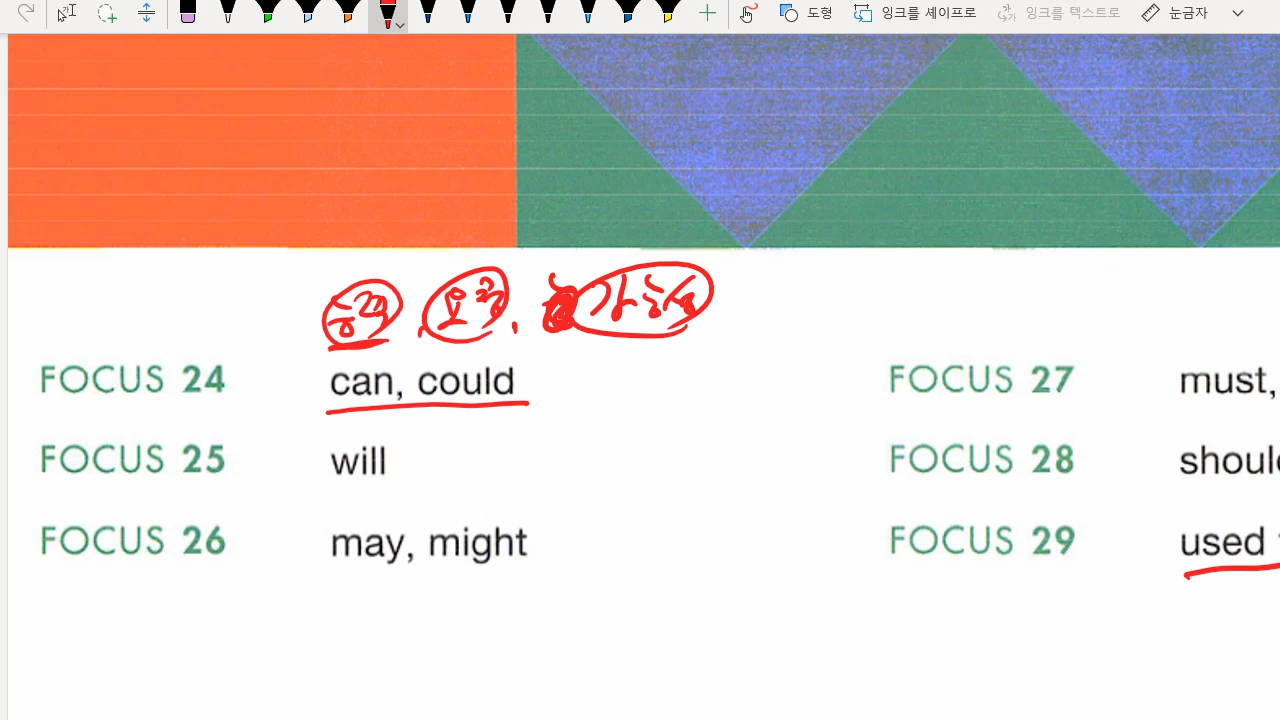 도형 잉크를 셰이프로 잉크를 텍스트로 눈금자
능력, 요청, 가능성
FOCUS 24 can, could
FOCUS 25 will
FOCUS 26 may, might
FOCUS 27 must,
FOCUS 28
FOCUS 29 used